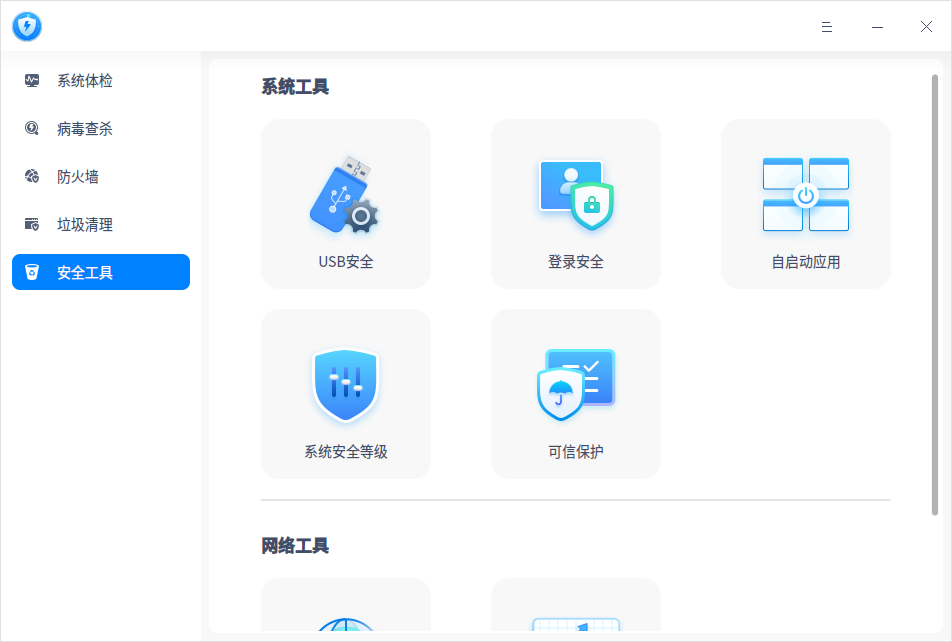 系统体检
病毒查杀
防火墙
垃圾清理
安全工具
系统工具
USB安全
登录安全
自启动应用
系统安全等级
可信保护
网络工具